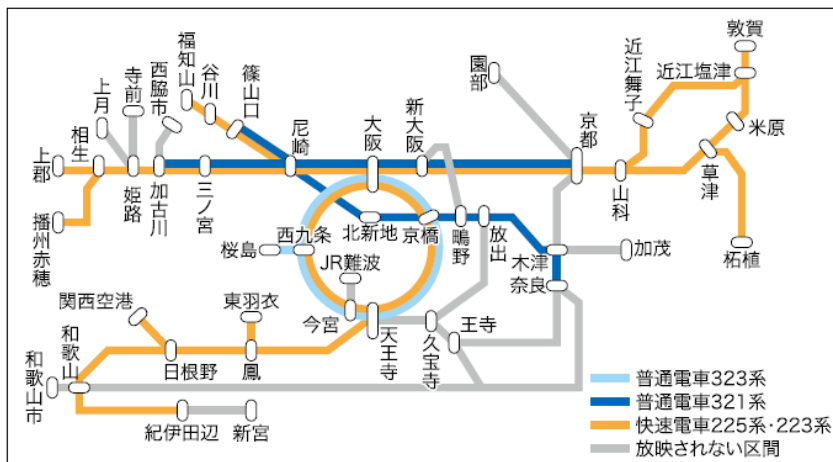 敦賀
近江塩津
近江舞子
米原
草津
山科
柘植
園部
京都
新大阪
大阪
尼崎
篠山口
谷川
福知山
西脇市
寺前
上月
相生
上郡
播州赤穂
姫路
加古川
三ノ宮
北新地
京橋
鴫野
放出
木津
加茂
奈良
桜島
西九条
JR難波
今宮
天王寺
久宝寺
王寺
関西空港
東羽衣
和歌山
日根野
鳳
和歌山市
紀伊田辺
新宮
普通電車323系
普通電車321系
快速電車225系・223系
放映されない区間